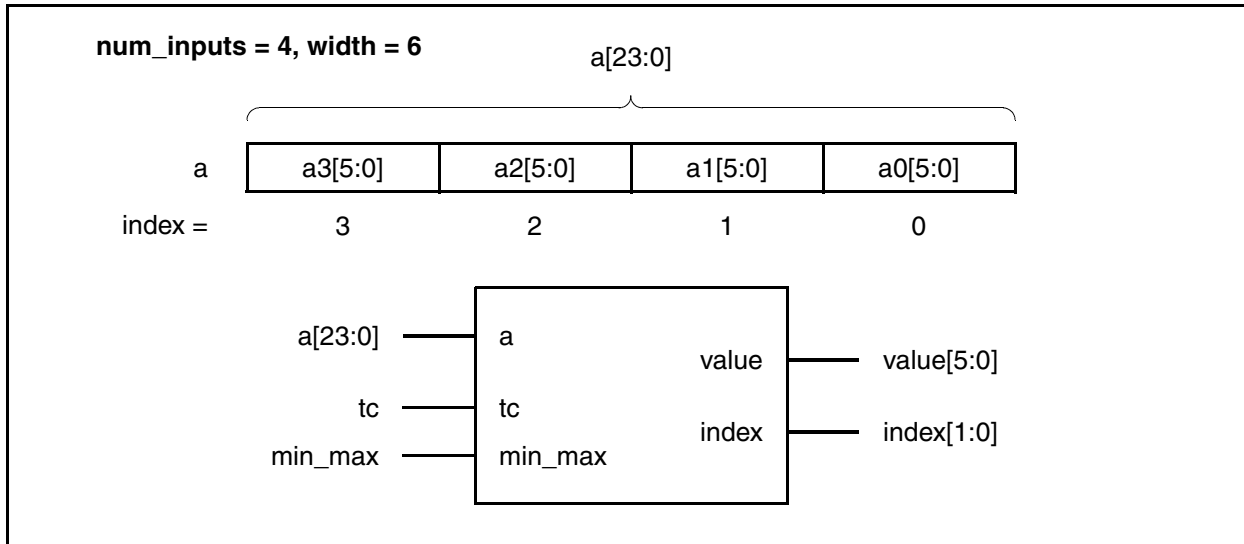 num_inputs = 4, width = 6
a[23:0]
a a3[5:0] a2[5:0] a1[5:0] a0[5:0]
index = 3 2 1 0
a[23:0] a
value value[5:0]
tc tc
index index[1:0]
min_max min_max